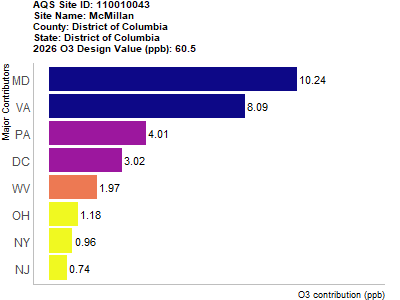 AQS Site ID: 110010043
Site Name: McMillan
County: District of Columbia
State: District of Columbia
2026 O3 Design Value (ppb): 60.5
Major Contributors
MD 10.24
VA 8.09
PA 4.01
DC 3.02
WV 1.97
OH 1.18
NY 0.96
NJ 0.74
O3 contribution (ppb)